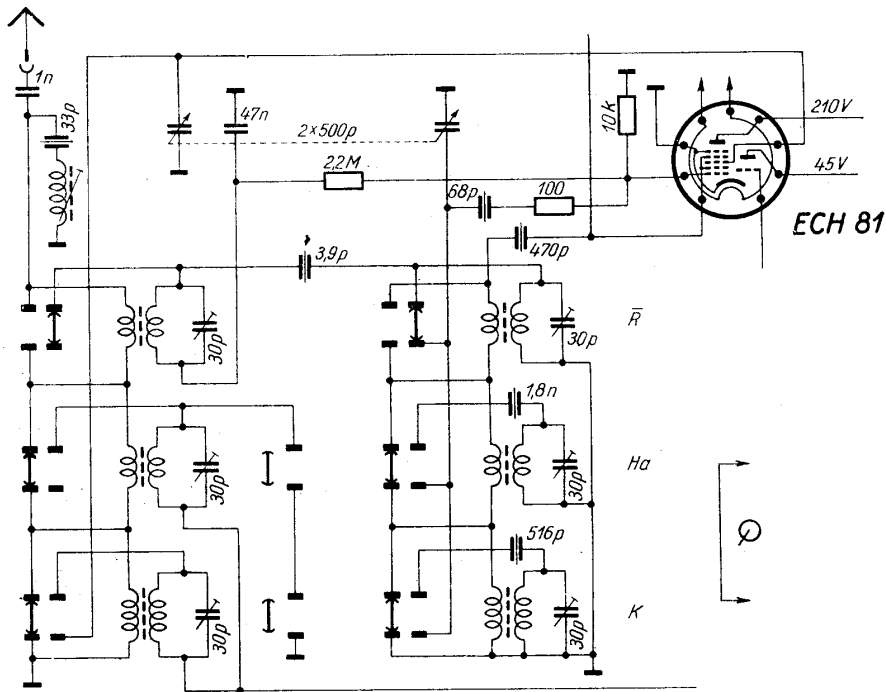 1n
33p
47n
2×500p
10k
210V
45V
2,2M
68p
100
ECH 81
470p
3,9p
R̅
30p
30p
1,8n
Ha
30p
30p
516p
K
30p
30p